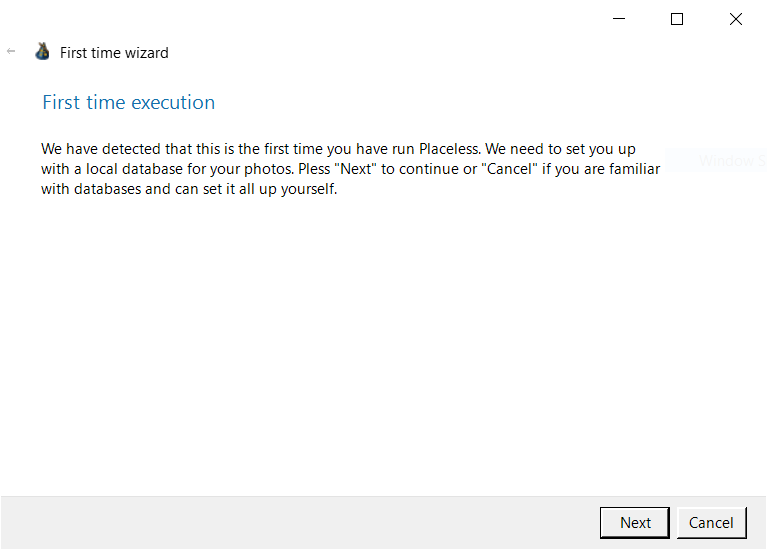 First time wizard
First time execution
We have detected that this is the first time you have run Placeless. We need to set you up
with a local database for your photos. Pless "Next" to continue or "Cancel" if you are familiar
with databases and can set it all up yourself.
Window S
Next
Cancel